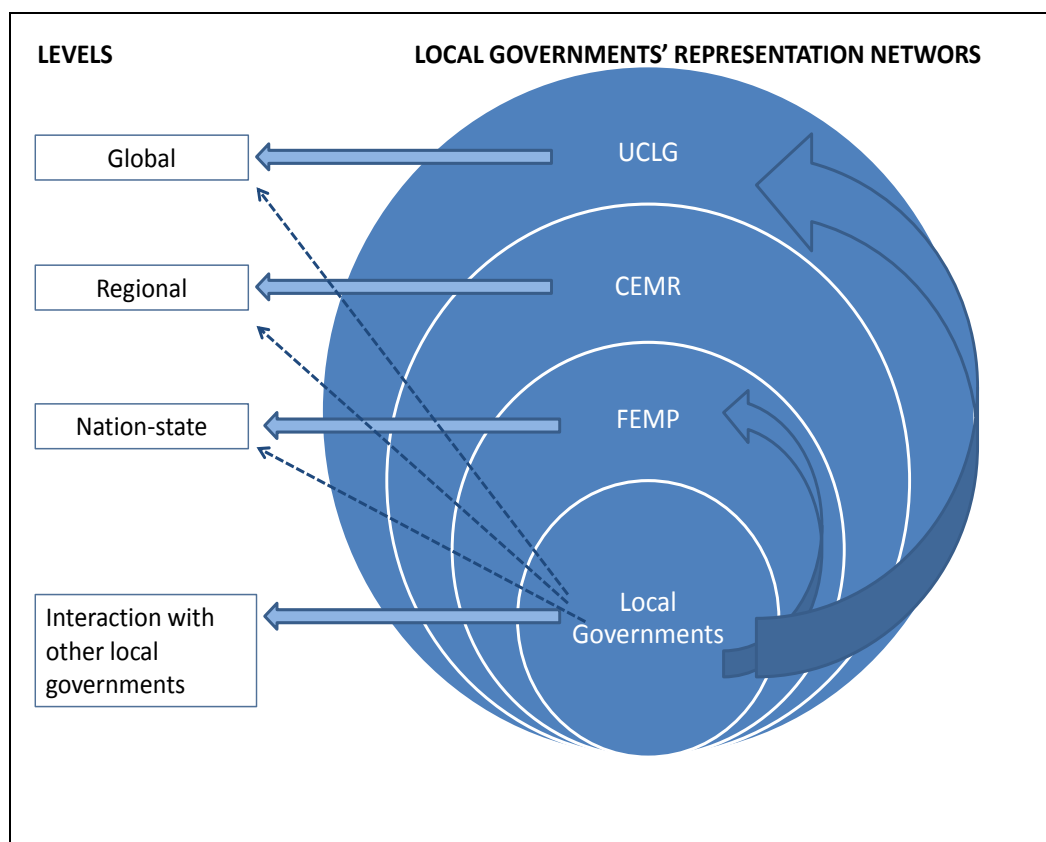 LEVELS
LOCAL GOVERNMENTS’ REPRESENTATION NETWORS
Global
UCLG
Regional
CEMR
Nation-state
FEMP
Interaction with
other local
governments
Local
Governments